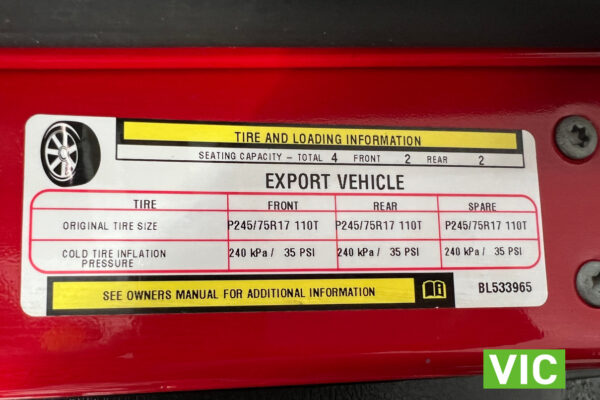 TIRE AND LOADING INFORMATION
SEATING CAPACITY – TOTAL 4 FRONT 2 REAR 2
EXPORT VEHICLE
TIRE FRONT REAR SPARE
ORIGINAL TIRE SIZE P245/75R17 110T P245/75R17 110T P245/75R17 110T
COLD TIRE INFLATION PRESSURE 240 kPa / 35 PSI 240 kPa / 35 PSI 240 kPa / 35 PSI
SEE OWNERS MANUAL FOR ADDITIONAL INFORMATION BL533965
VIC